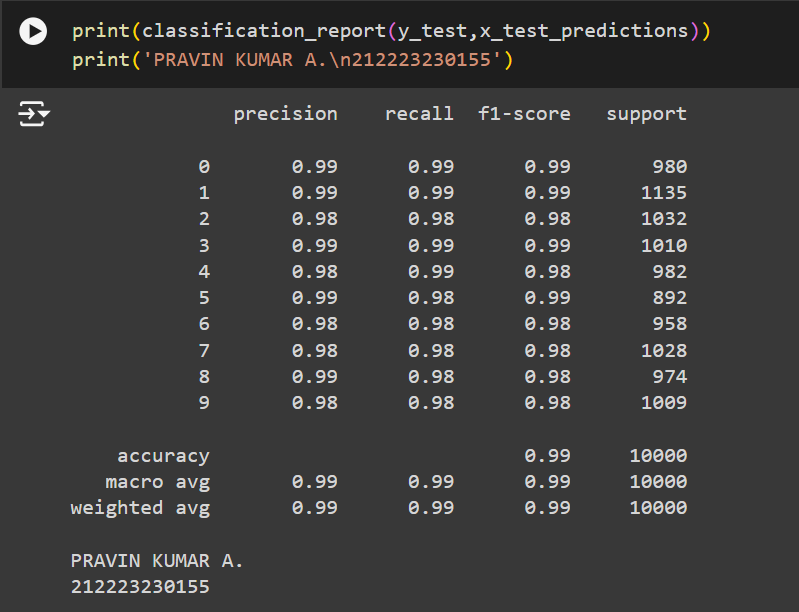 print(classification_report(y_test,x_test_predictions))
print('PRAVIN KUMAR A.\n212223230155')
precision recall f1-score support
0 0.99 0.99 0.99 980
1 0.99 0.99 0.99 1135
2 0.98 0.98 0.98 1032
3 0.99 0.99 0.99 1010
4 0.98 0.99 0.98 982
5 0.99 0.98 0.99 892
6 0.98 0.98 0.98 958
7 0.98 0.98 0.98 1028
8 0.99 0.98 0.98 974
9 0.98 0.98 0.98 1009
accuracy 0.99 10000
macro avg 0.99 0.99 0.99 10000
weighted avg 0.99 0.99 0.99 10000
PRAVIN KUMAR A.
212223230155